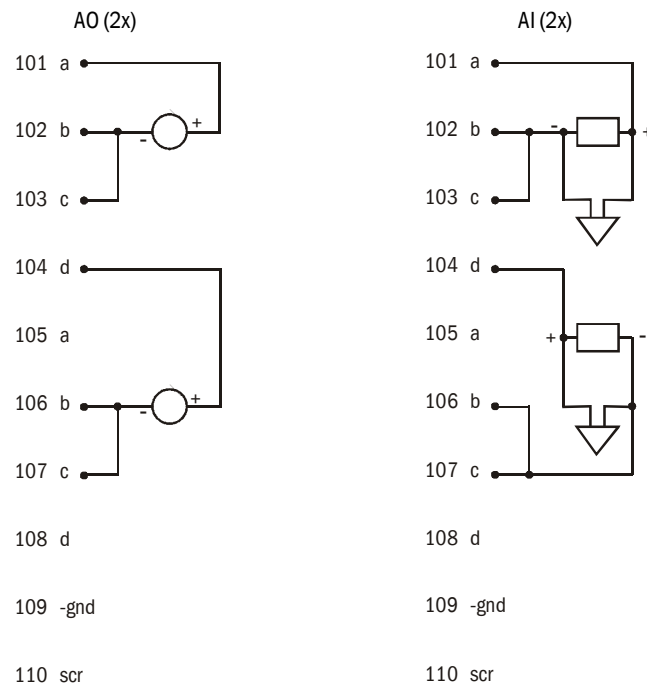 AO (2x)
101 a
102 b
- +
103 c
104 d
105 a
106 b
- +
107 c
108 d
109 -gnd
110 scr
AI (2x)
101 a
102 b
- +
103 c
104 d
105 a
+ -
106 b
107 c
108 d
109 -gnd
110 scr